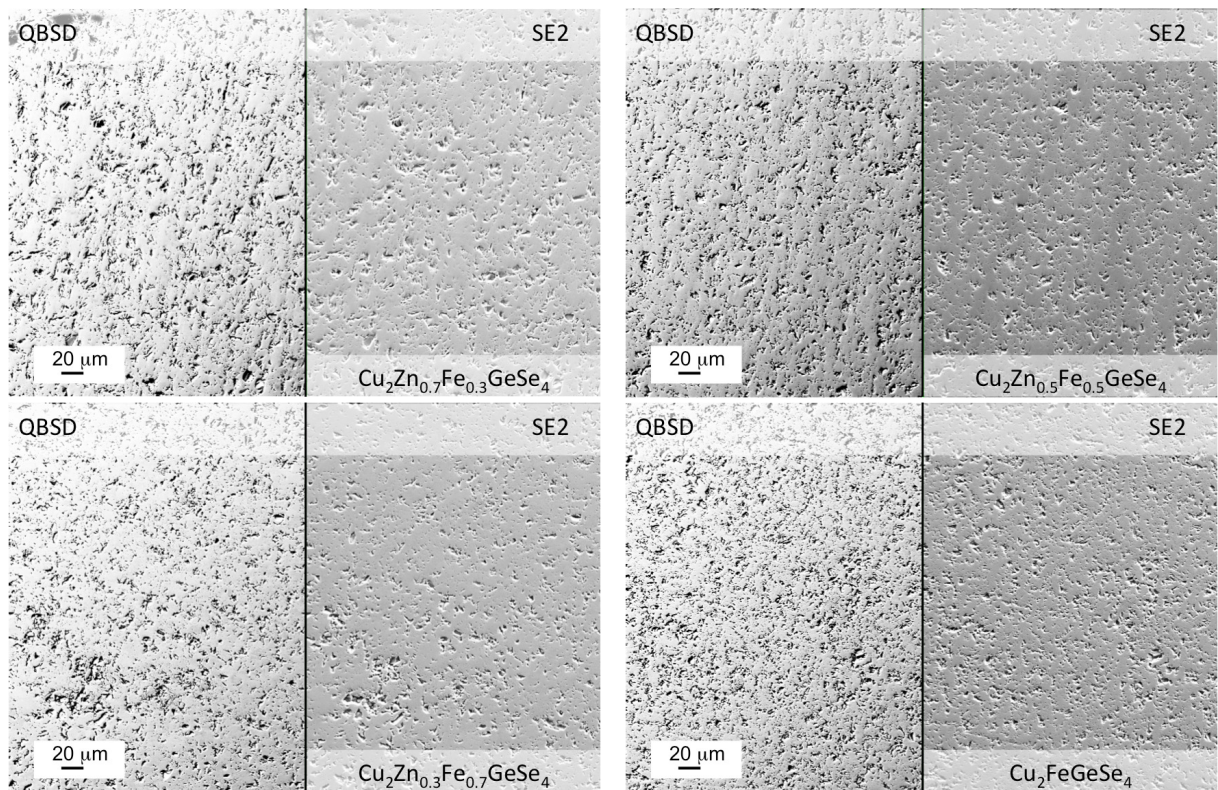 QBSD SE2
20 μm
Cu₂Zn₀.₇Fe₀.₃GeSe₄
QBSD SE2
20 μm
Cu₂Zn₀.₅Fe₀.₅GeSe₄
QBSD SE2
20 μm
Cu₂Zn₀.₃Fe₀.₇GeSe₄
QBSD SE2
20 μm
Cu₂FeGeSe₄